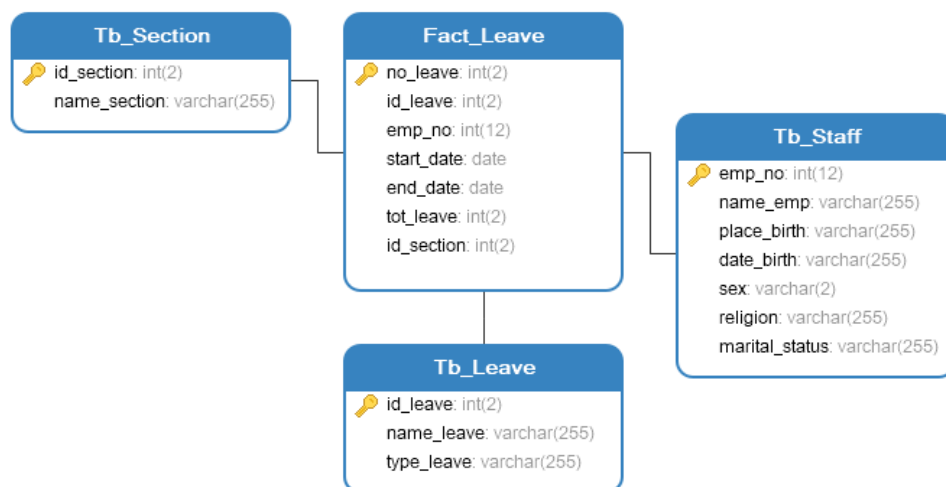 Tb_Section
id_section: int(2)
name_section: varchar(255)
Fact_Leave
no_leave: int(2)
id_leave: int(2)
emp_no: int(12)
start_date: date
end_date: date
tot_leave: int(2)
id_section: int(2)
Tb_Staff
emp_no: int(12)
name_emp: varchar(255)
place_birth: varchar(255)
date_birth: varchar(255)
sex: varchar(2)
religion: varchar(255)
marital_status: varchar(255)
Tb_Leave
id_leave: int(2)
name_leave: varchar(255)
type_leave: varchar(255)